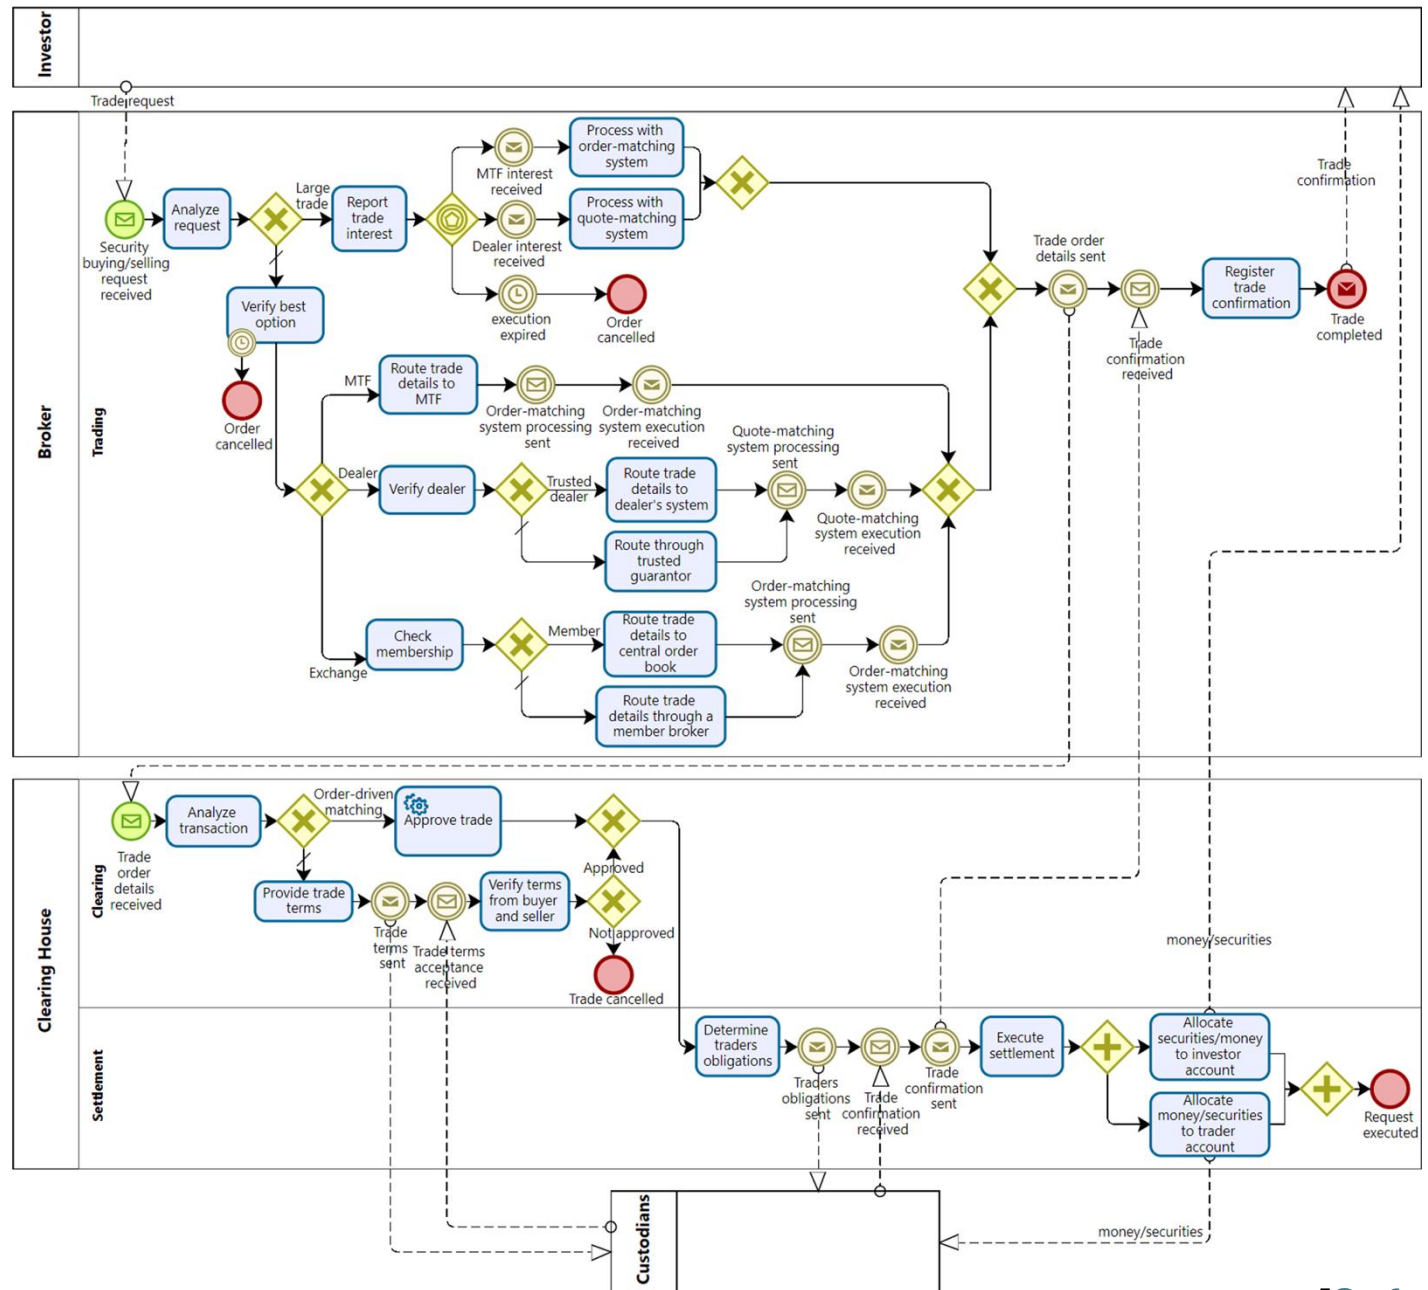 Investor
Trade request
Broker
Trading
Security
buying/selling
request
received
Analyze
request
Large
trade
Report
trade
interest
MTF interest
received
Process with
order-matching
system
Dealer interest
received
Process with
quote-matching
system
execution
expired
Order
cancelled
Verify best
option
Order
cancelled
MTF
Route trade
details to
MTF
Order-matching
system processing
sent
Order-matching
system execution
received
Dealer
Verify dealer
Trusted
dealer
Route trade
details to
dealer's system
Route through
trusted
guarantor
Quote-matching
system processing
sent
Quote-matching
system execution
received
Exchange
Check
membership
Member
Route trade
details to
central order
book
Route trade
details through a
member broker
Order-matching
system processing
sent
Order-matching
system execution
received
Trade order
details sent
Trade
confirmation
received
Register
trade
confirmation
Trade
completed
Trade
confirmation
Clearing House
Clearing
Trade
order
details
received
Analyze
transaction
Order-driven
matching
Approve trade
Provide trade
terms
Trade
terms
sent
Trade terms
acceptance
received
Verify terms
from buyer
and seller
Approved
Not approved
Trade cancelled
Settlement
Determine
traders
obligations
Traders
obligations
sent
Trade
confirmation
received
Trade
confirmation
sent
Execute
settlement
Allocate
securities/money
to investor
account
Allocate
money/securities
to trader
account
Request
executed
money/securities
money/securities
Custodians